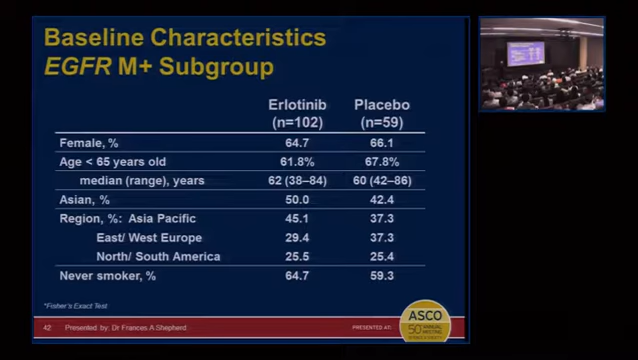 Baseline Characteristics
EGFR M+ Subgroup
Erlotinib Placebo
(n=102) (n=59)
Female, % 64.7 66.1
Age < 65 years old 61.8% 67.8%
median (range), years 62 (38–84) 60 (42–86)
Asian, % 50.0 42.4
Region, %: Asia Pacific 45.1 37.3
East/ West Europe 29.4 37.3
North/ South America 25.5 25.4
Never smoker, % 64.7 59.3
*Fisher's Exact Test
42 Presented by: Dr Frances A Shepherd PRESENTED AT:
ASCO
50
ANNUAL
MEETING